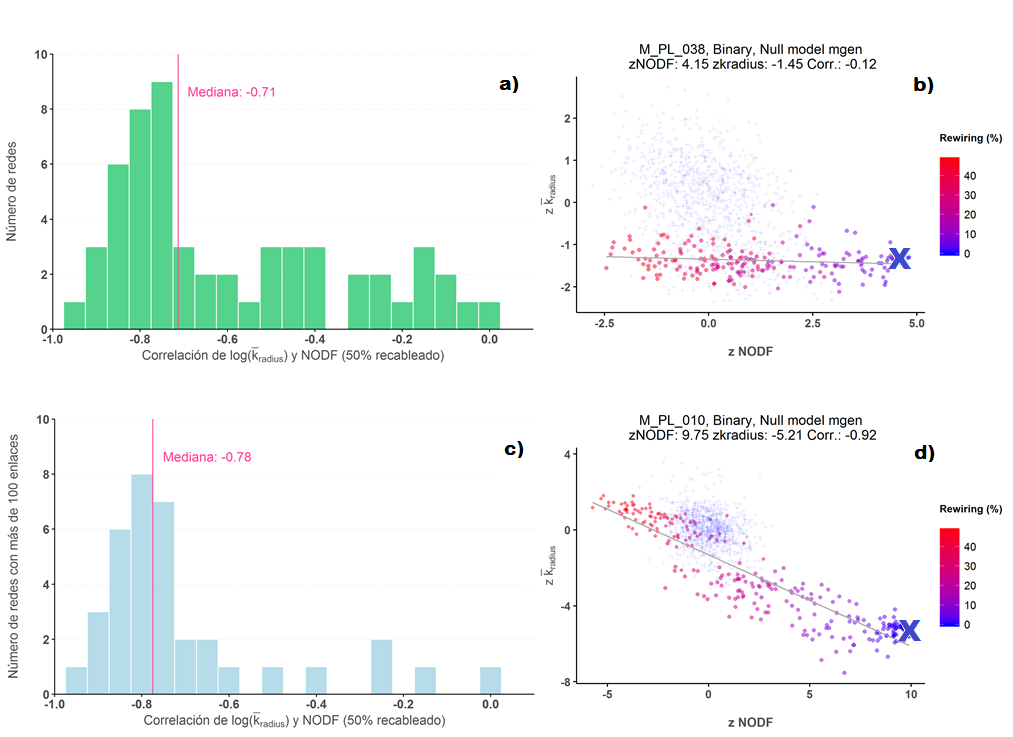 a)
Mediana: -0.71
Número de redes
10
8
6
4
2
0
-1.0 -0.8 -0.6 -0.4 -0.2 0.0
Correlación de log(k̅radius) y NODF (50% recableado)
M_PL_038, Binary, Null model mgen
zNODF: 4.15 zkradius: -1.45 Corr.: -0.12
b)
z k̅radius
2
1
0
-1
-2
X
-2.5 0.0 2.5 5.0
z NODF
Rewiring (%)
40
30
20
10
0
c)
Mediana: -0.78
Número de redes con más de 100 enlaces
10
8
6
4
2
0
-1.0 -0.8 -0.6 -0.4 -0.2 0.0
Correlación de log(k̅radius) y NODF (50% recableado)
M_PL_010, Binary, Null model mgen
zNODF: 9.75 zkradius: -5.21 Corr.: -0.92
d)
z k̅radius
4
0
-4
-8
X
-5 0 5 10
z NODF
Rewiring (%)
40
30
20
10
0